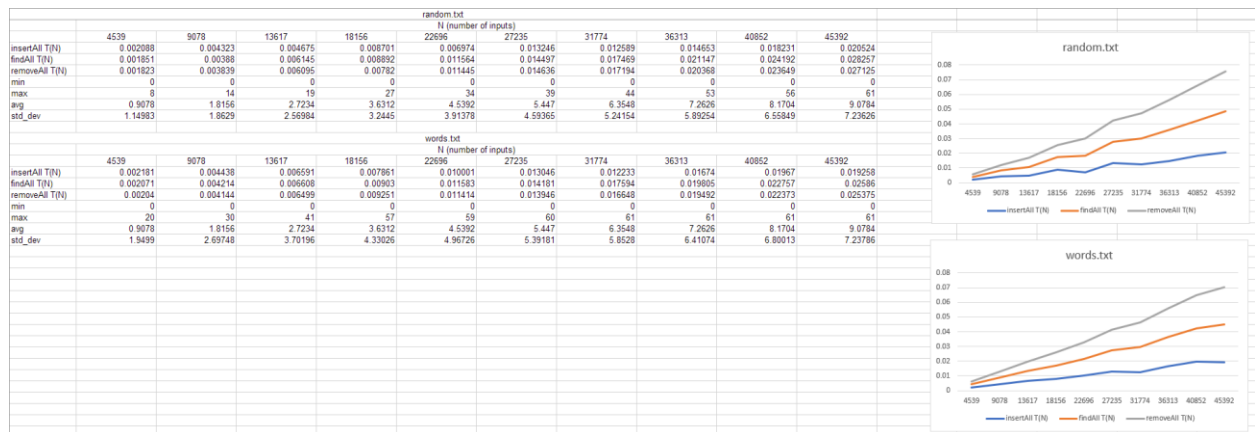 random.txt
N (number of inputs)
4539 9078 13617 18156 22696 27235 31774 36313 40852 45392
insertAll T(N) 0.002088 0.004323 0.004675 0.008701 0.006974 0.013246 0.012589 0.014653 0.018231 0.020524
findAll T(N) 0.001851 0.00388 0.006145 0.008892 0.011564 0.014497 0.017469 0.021147 0.024192 0.028257
removeAll T(N) 0.001823 0.003839 0.006095 0.00782 0.011445 0.014636 0.017194 0.020368 0.023649 0.027125
min 0 0 0 0 0 0 0 0 0 0
max 8 14 19 27 34 39 44 53 56 61
avg 0.9078 1.8156 2.7234 3.6312 4.5392 5.447 6.3548 7.2626 8.1704 9.0784
std_dev 1.14983 1.8629 2.56984 3.2445 3.91378 4.59365 5.24154 5.89254 6.55849 7.23626
words.txt
N (number of inputs)
4539 9078 13617 18156 22696 27235 31774 36313 40852 45392
insertAll T(N) 0.002181 0.004438 0.006591 0.007861 0.010001 0.013046 0.012233 0.01674 0.01967 0.019258
findAll T(N) 0.002071 0.004214 0.006608 0.00903 0.011583 0.014181 0.017594 0.019805 0.022757 0.02586
removeAll T(N) 0.00204 0.004144 0.006499 0.009251 0.011414 0.013946 0.016648 0.019492 0.022373 0.025375
min 0 0 0 0 0 0 0 0 0 0
max 20 30 41 57 59 60 61 61 61 61
avg 0.9078 1.8156 2.7234 3.6312 4.5392 5.447 6.3548 7.2626 8.1704 9.0784
std_dev 1.9499 2.69748 3.70196 4.33026 4.96726 5.39181 5.8528 6.41074 6.80013 7.23786
random.txt
0.08
0.07
0.06
0.05
0.04
0.03
0.02
0.01
0
4539 9078 13617 18156 22696 27235 31774 36313 40852 45392
insertAll T(N) findAll T(N) removeAll T(N)
words.txt
0.08
0.07
0.06
0.05
0.04
0.03
0.02
0.01
0
4539 9078 13617 18156 22696 27235 31774 36313 40852 45392
insertAll T(N) findAll T(N) removeAll T(N)